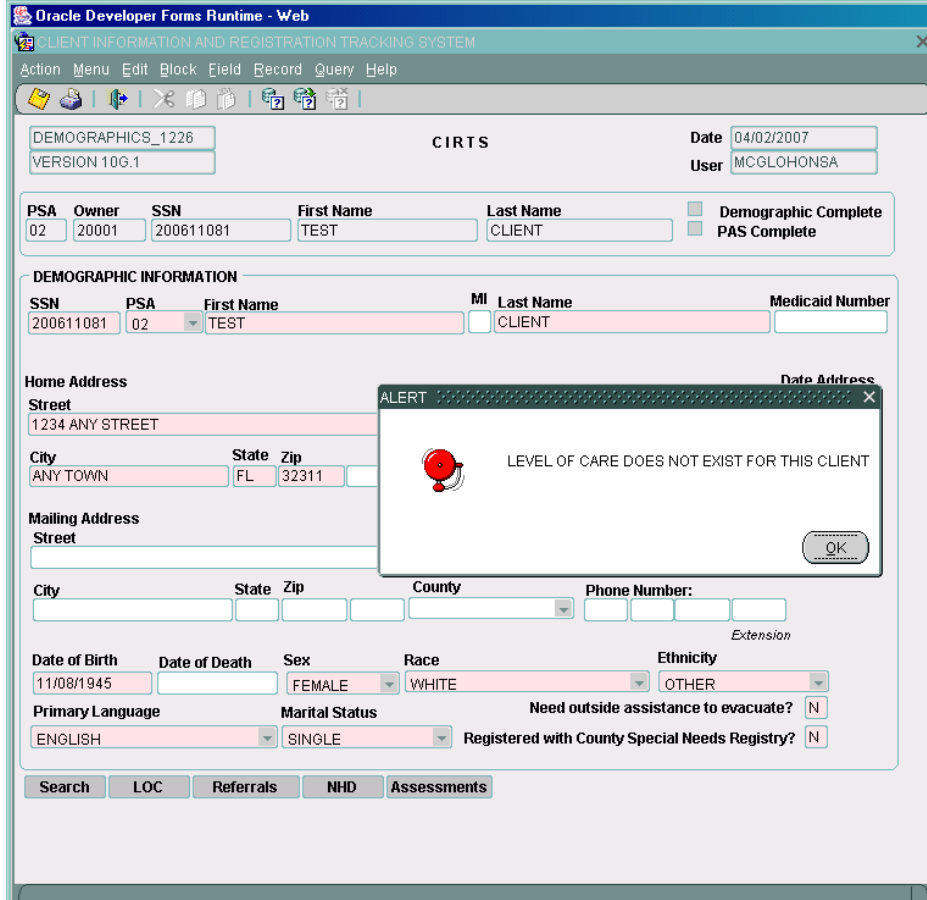 Oracle Developer Forms Runtime - Web
CLIENT INFORMATION AND REGISTRATION TRACKING SYSTEM
Action Menu Edit Block Field Record Query Help
DEMOGRAPHICS_1226 CIRTS Date 04/02/2007
VERSION 10G.1 User MCGLOHONSA
PSA Owner SSN First Name Last Name Demographic Complete
02 20001 200611081 TEST CLIENT PAS Complete
DEMOGRAPHIC INFORMATION
SSN PSA First Name MI Last Name Medicaid Number
200611081 02 TEST CLIENT
Home Address Date Address
Street
1234 ANY STREET
City State Zip
ANY TOWN FL 32311
ALERT
LEVEL OF CARE DOES NOT EXIST FOR THIS CLIENT
OK
Mailing Address
Street
City State Zip County Phone Number:
Extension
Date of Birth Date of Death Sex Race Ethnicity
11/08/1945 FEMALE WHITE OTHER
Primary Language Marital Status Need outside assistance to evacuate? N
ENGLISH SINGLE Registered with County Special Needs Registry? N
Search LOC Referrals NHD Assessments